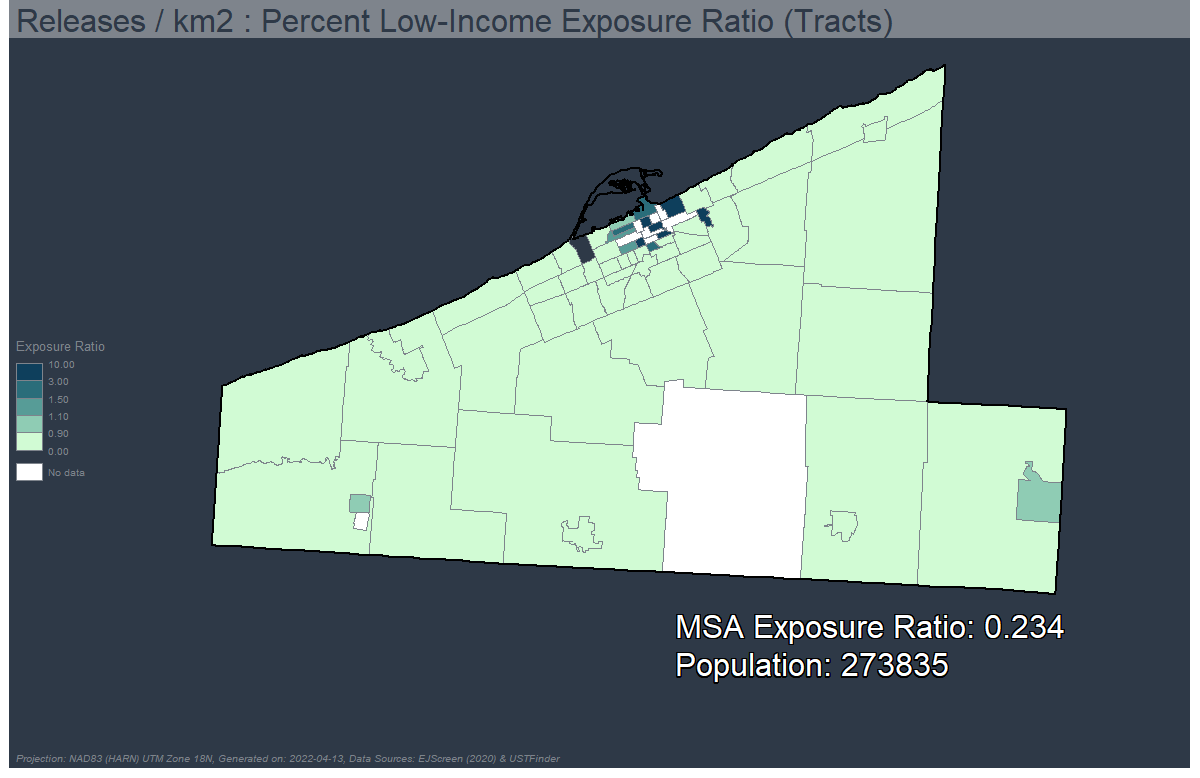 Releases / km2 : Percent Low-Income Exposure Ratio (Tracts)
Exposure Ratio
10.00
3.00
1.50
1.10
0.90
0.00
No data
MSA Exposure Ratio: 0.234
Population: 273835
Projection: NAD83 (HARN) UTM Zone 18N, Generated on: 2022-04-13, Data Sources: EJScreen (2020) & USTFinder